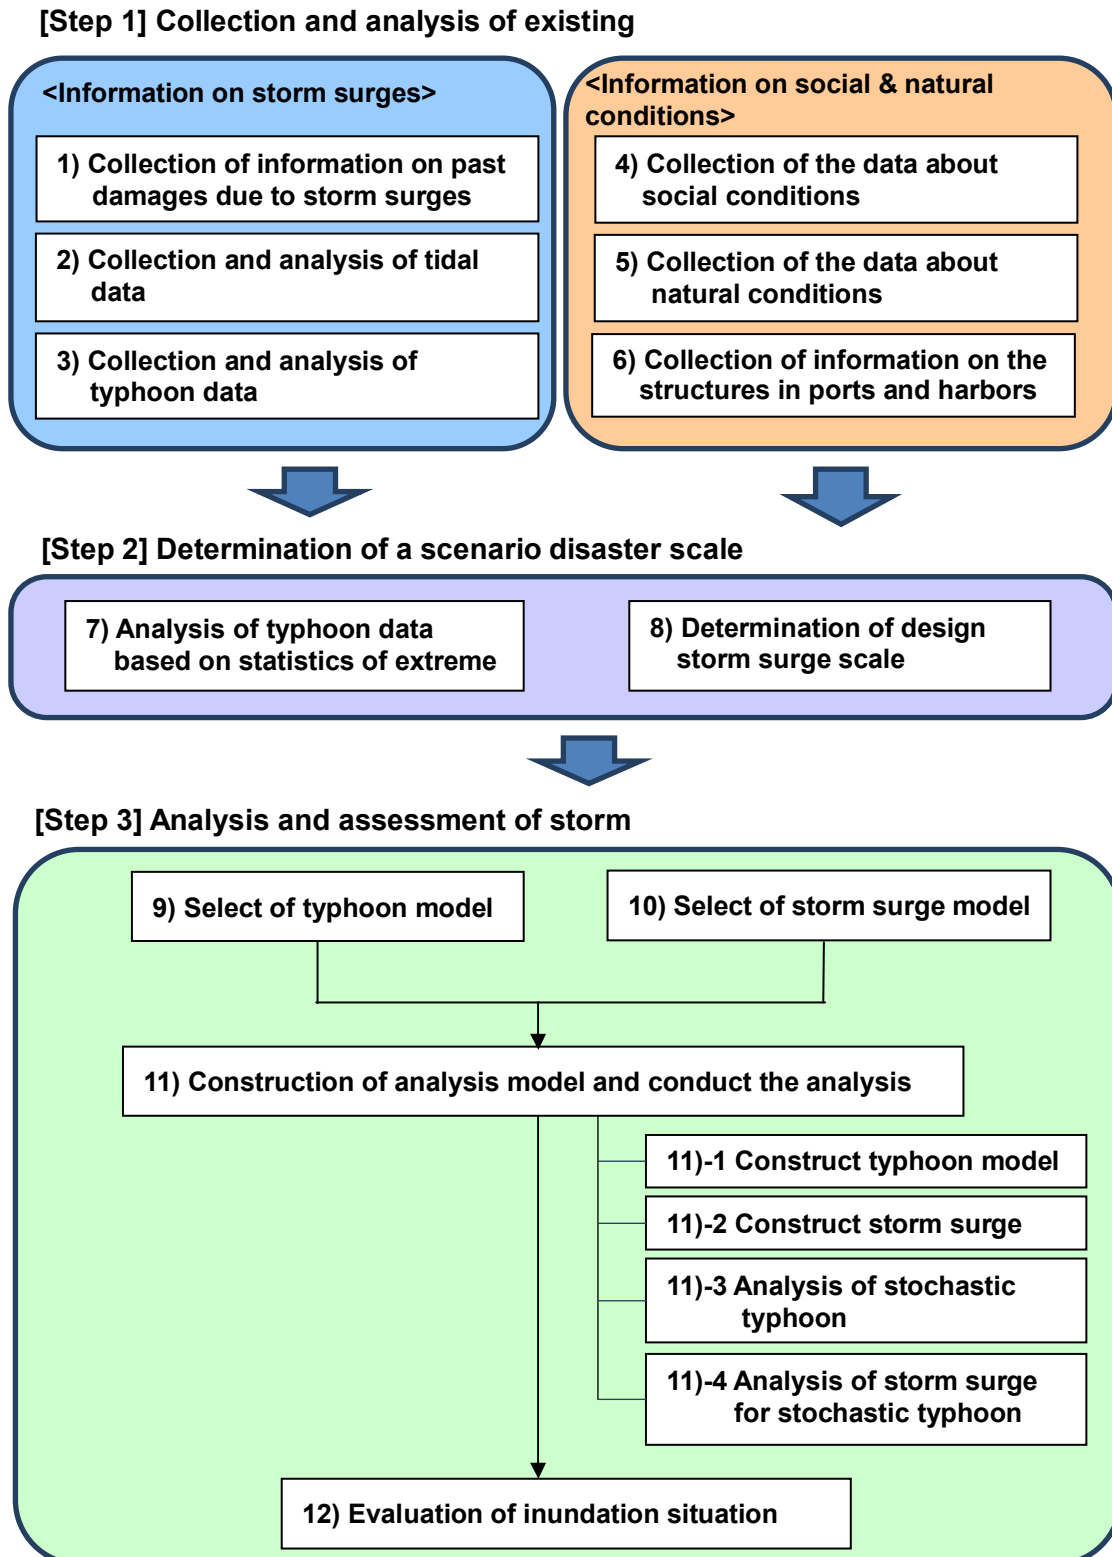 [Step 1] Collection and analysis of existing
<Information on storm surges>
1) Collection of information on past
damages due to storm surges
2) Collection and analysis of tidal
data
3) Collection and analysis of
typhoon data
<Information on social & natural
conditions>
4) Collection of the data about
social conditions
5) Collection of the data about
natural conditions
6) Collection of information on the
structures in ports and harbors
[Step 2] Determination of a scenario disaster scale
7) Analysis of typhoon data
based on statistics of extreme
8) Determination of design
storm surge scale
[Step 3] Analysis and assessment of storm
9) Select of typhoon model
10) Select of storm surge model
11) Construction of analysis model and conduct the analysis
11)-1 Construct typhoon model
11)-2 Construct storm surge
11)-3 Analysis of stochastic
typhoon
11)-4 Analysis of storm surge
for stochastic typhoon
12) Evaluation of inundation situation